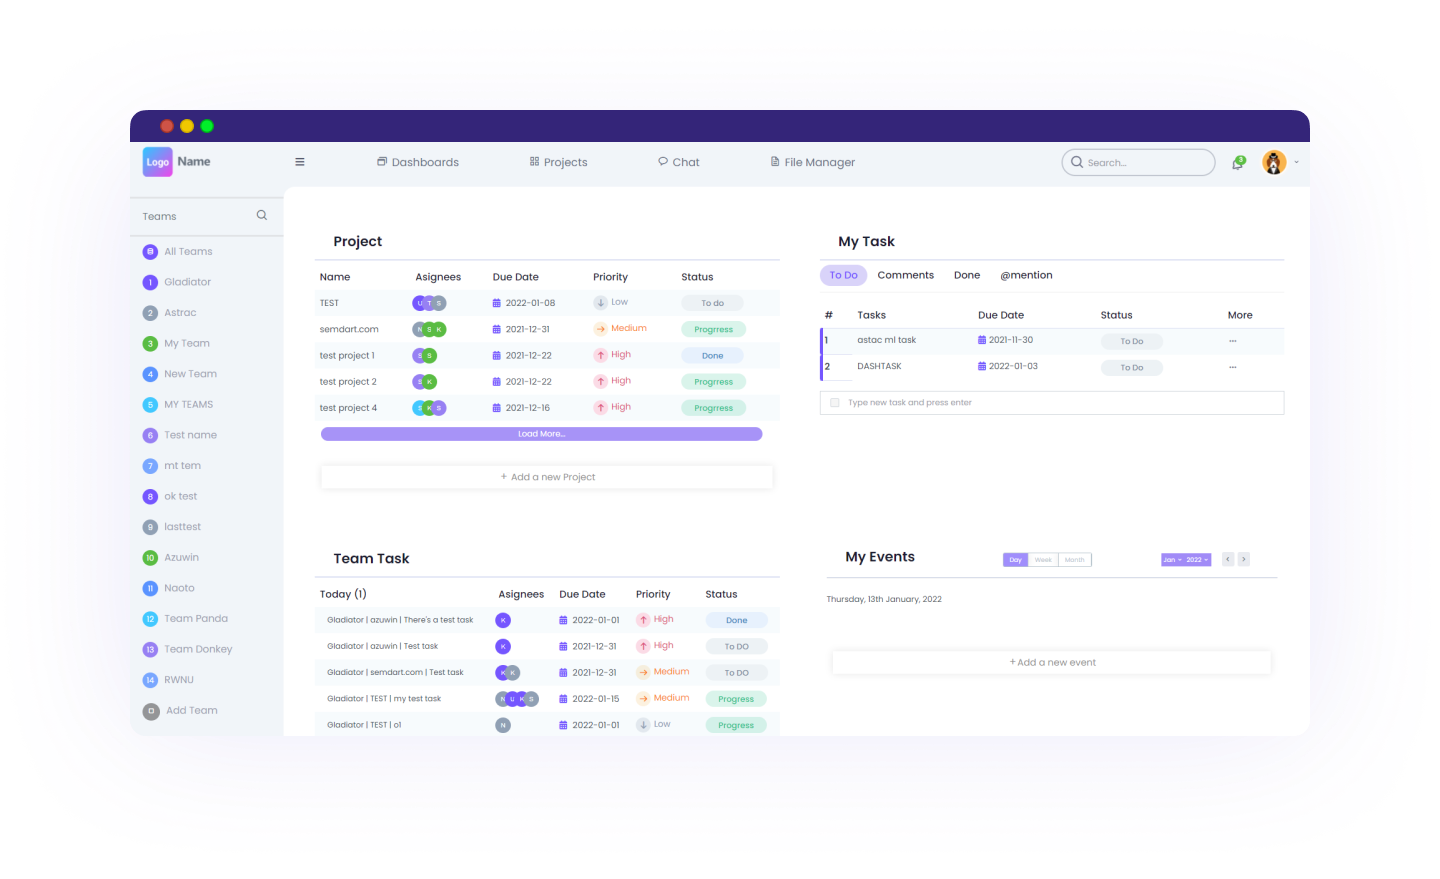 Logo Name Dashboards Projects Chat File Manager Search... 3
Teams
All Teams
1 Gladiator
2 Astrac
3 My Team
4 New Team
5 MY TEAMS
6 Test name
7 mt tem
8 ok test
9 lasttest
10 Azuwin
11 Naoto
12 Team Panda
13 Team Donkey
14 RWNU
Add Team
Project
Name Asignees Due Date Priority Status
TEST U T S 2022-01-08 Low To do
semdart.com S K 2021-12-31 Medium Progrress
test project 1 S S 2021-12-22 High Done
test project 2 S K 2021-12-22 High Progrress
test project 4 S K S 2021-12-16 High Progrress
Load More...
+ Add a new Project
My Task
To Do Comments Done @mention
# Tasks Due Date Status More
1 astac ml task 2021-11-30 To Do ...
2 DASHTASK 2022-01-03 To Do ...
Type new task and press enter
Team Task
Today (1) Asignees Due Date Priority Status
Gladiator | azuwin | There's a test task K 2022-01-01 High Done
Gladiator | azuwin | Test task K 2021-12-31 High To DO
Gladiator | semdart.com | Test task K K 2021-12-31 Medium To DO
Gladiator | TEST | my test task N U K S 2022-01-15 Medium Progress
Gladiator | TEST | o1 N 2022-01-01 Low Progress
My Events
Day Week Month Jan 2022 < >
Thursday, 13th January, 2022
+ Add a new event